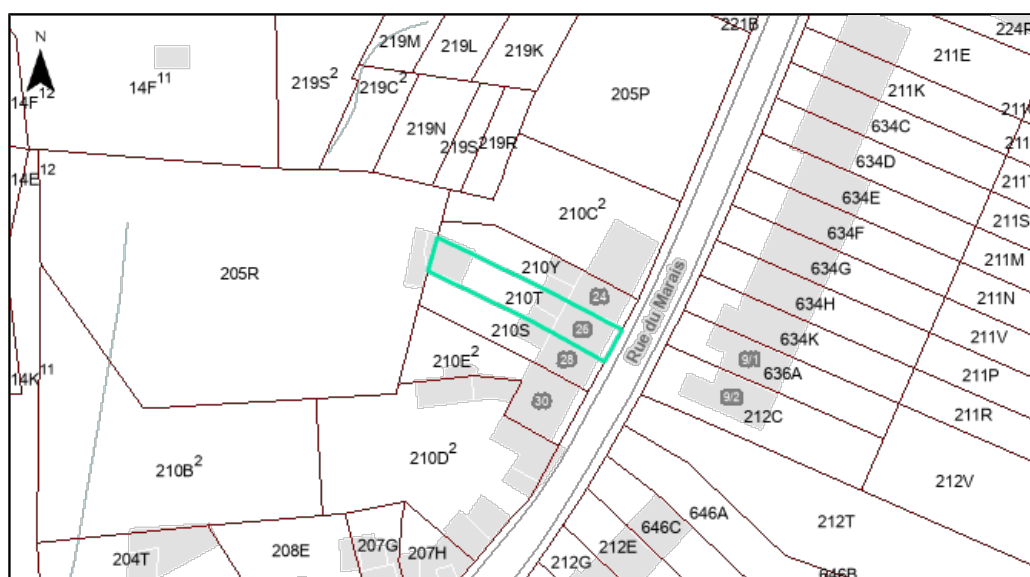 N
221B
224R
219M
219L
219K
211E
14F¹¹
219S²
219C²
205P
211K
14F¹²
634C
219N
219S
219R
634D
14E¹²
634E
210C²
211S
634F
211M
205R
210Y
634G
210T
24
Rue du Marais
634H
211N
210S
26
634K
211V
28
9/1
210E²
636A
211P
14K¹¹
30
9/2
212C
211R
210B²
210D²
212V
646A
212T
646C
204T
208E
207G
207H
212E
212G
646B